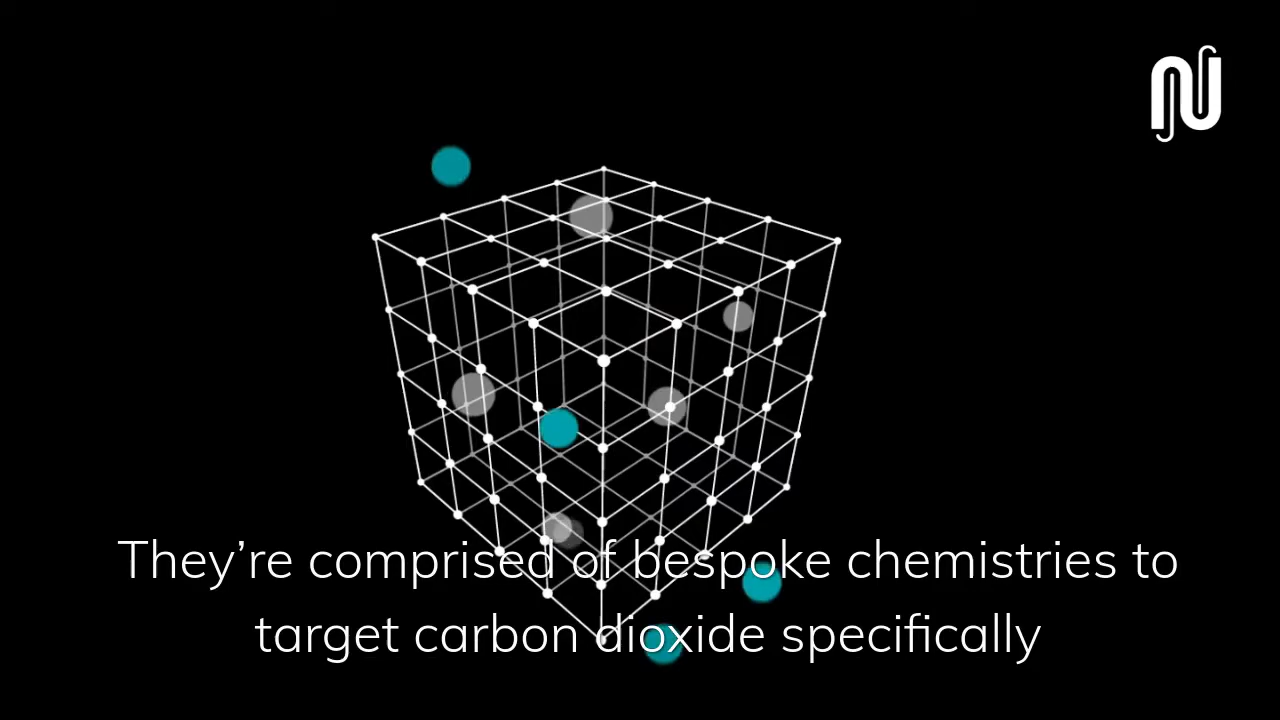 They’re comprised of bespoke chemistries to
target carbon dioxide specifically